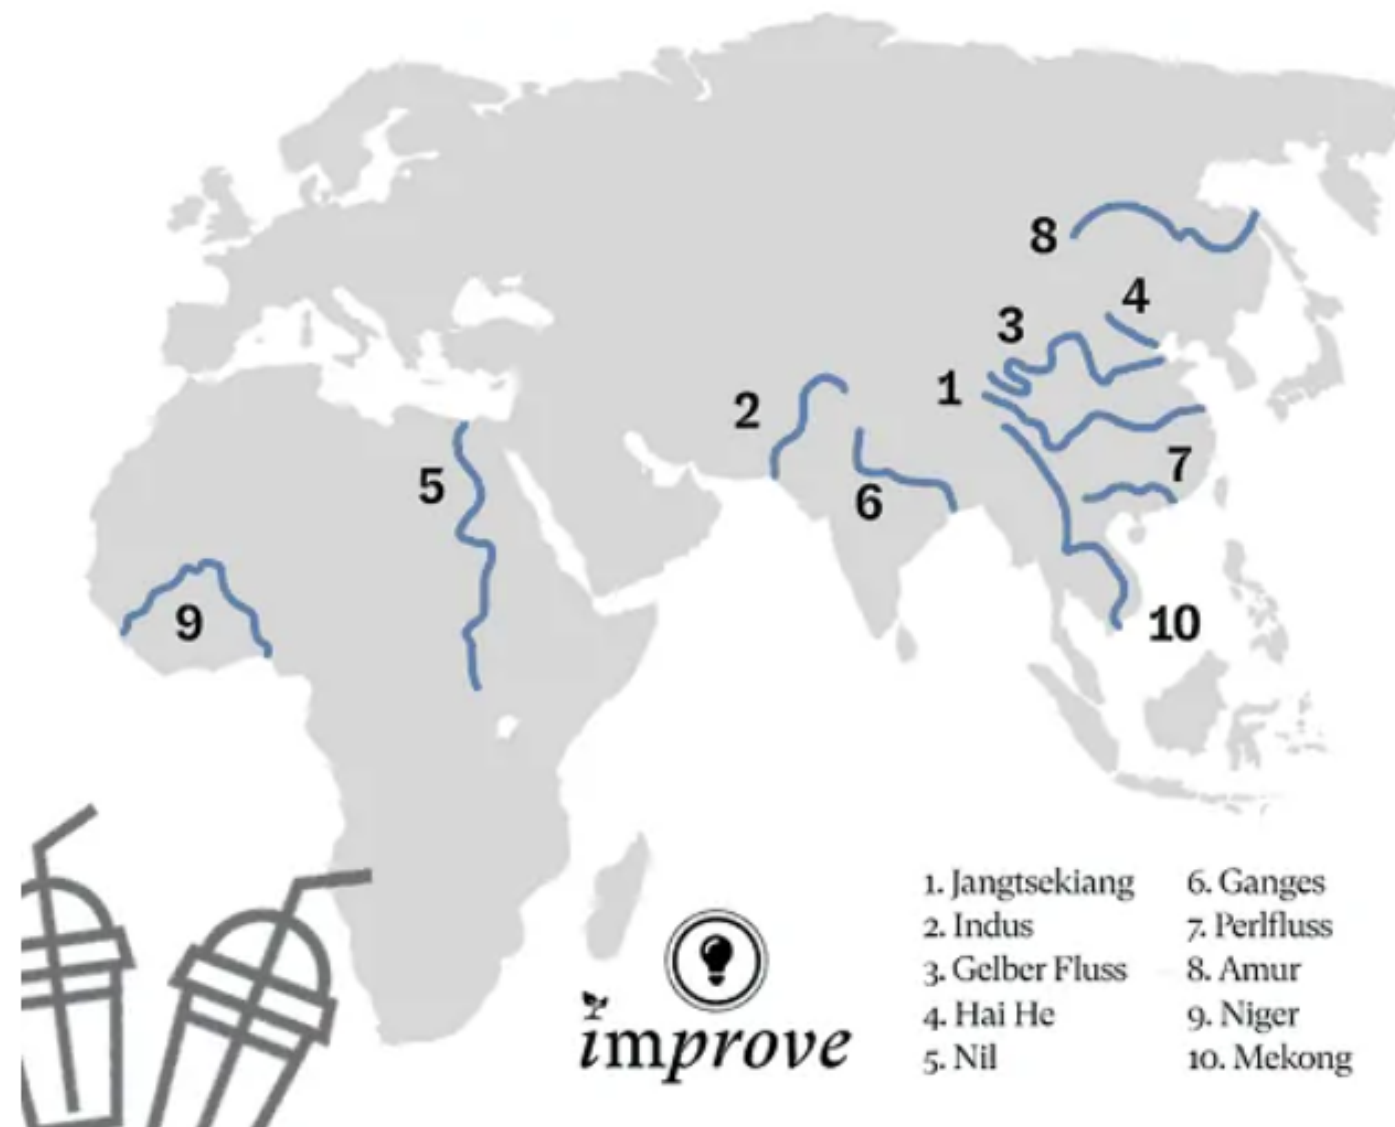 8
4
3
1
2
7
5
6
9
10
1. Jangtsekiang
2. Indus
3. Gelber Fluss
4. Hai He
5. Nil
6. Ganges
7. Perlfluss
8. Amur
9. Niger
10. Mekong
improve